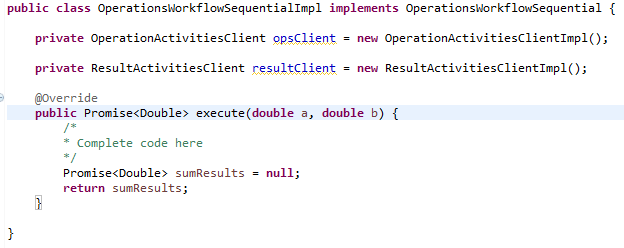 public class OperationsWorkflowSequentialImpl implements OperationsWorkflowSequential {
private OperationActivitiesClient opsClient = new OperationActivitiesClientImpl();
private ResultActivitiesClient resultClient = new ResultActivitiesClientImpl();
@Override
public Promise<Double> execute(double a, double b) {
/*
* Complete code here
*/
Promise<Double> sumResults = null;
return sumResults;
}
}